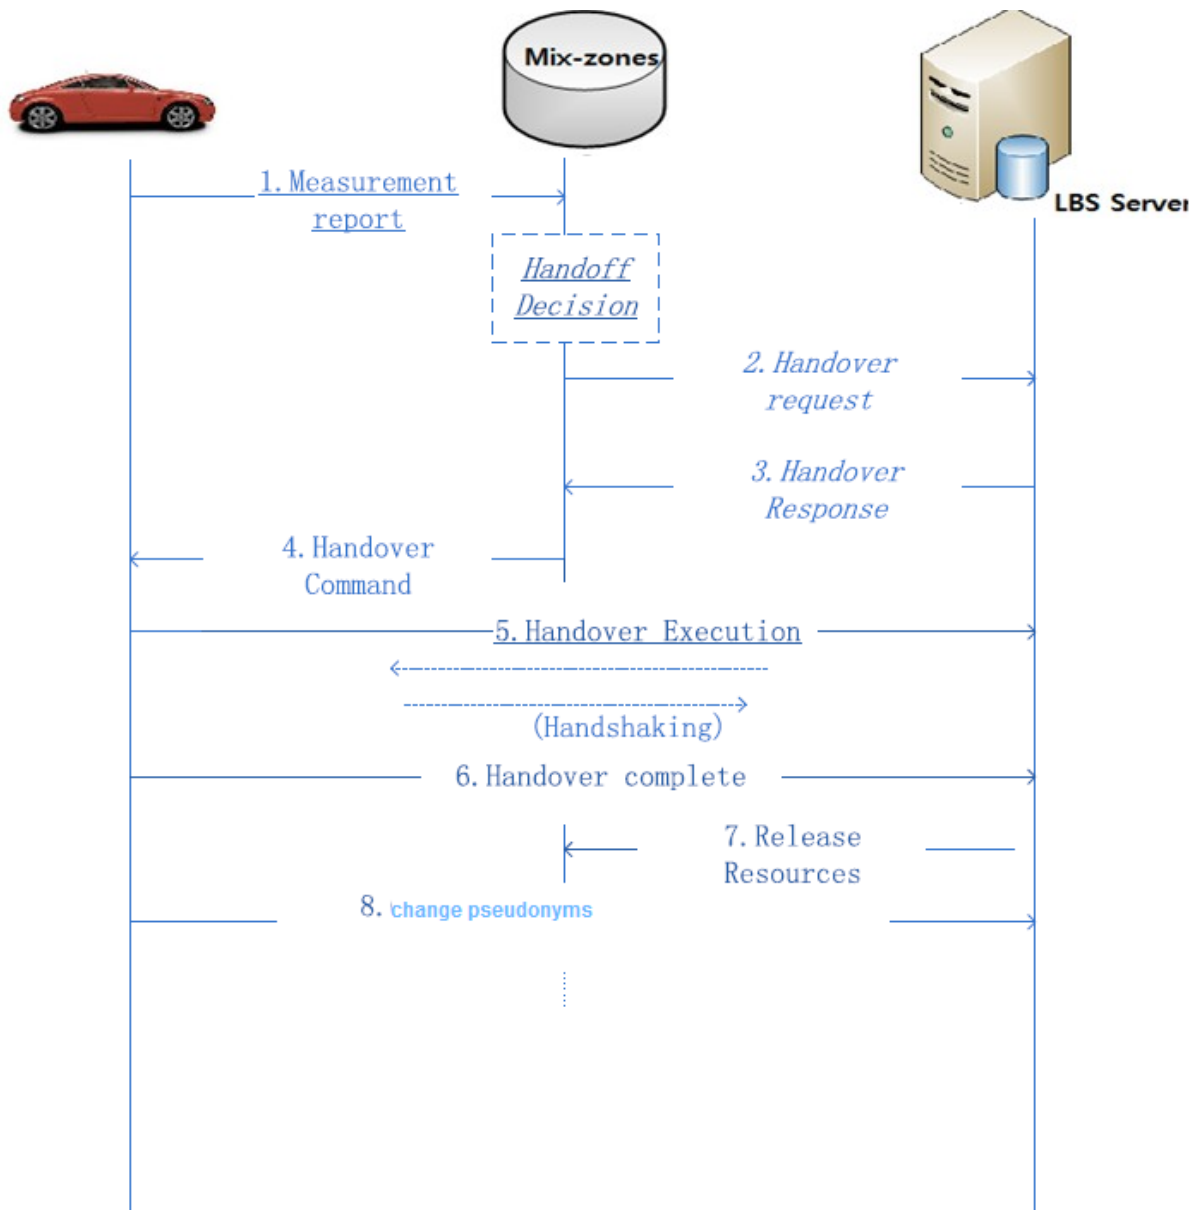 Mix-zones
LBS Server
1.Measurement
report
Handoff
Decision
2.Handover
request
3.Handover
Response
4.Handover
Command
5.Handover Execution
(Handshaking)
6.Handover complete
7.Release
Resources
8.change pseudonyms